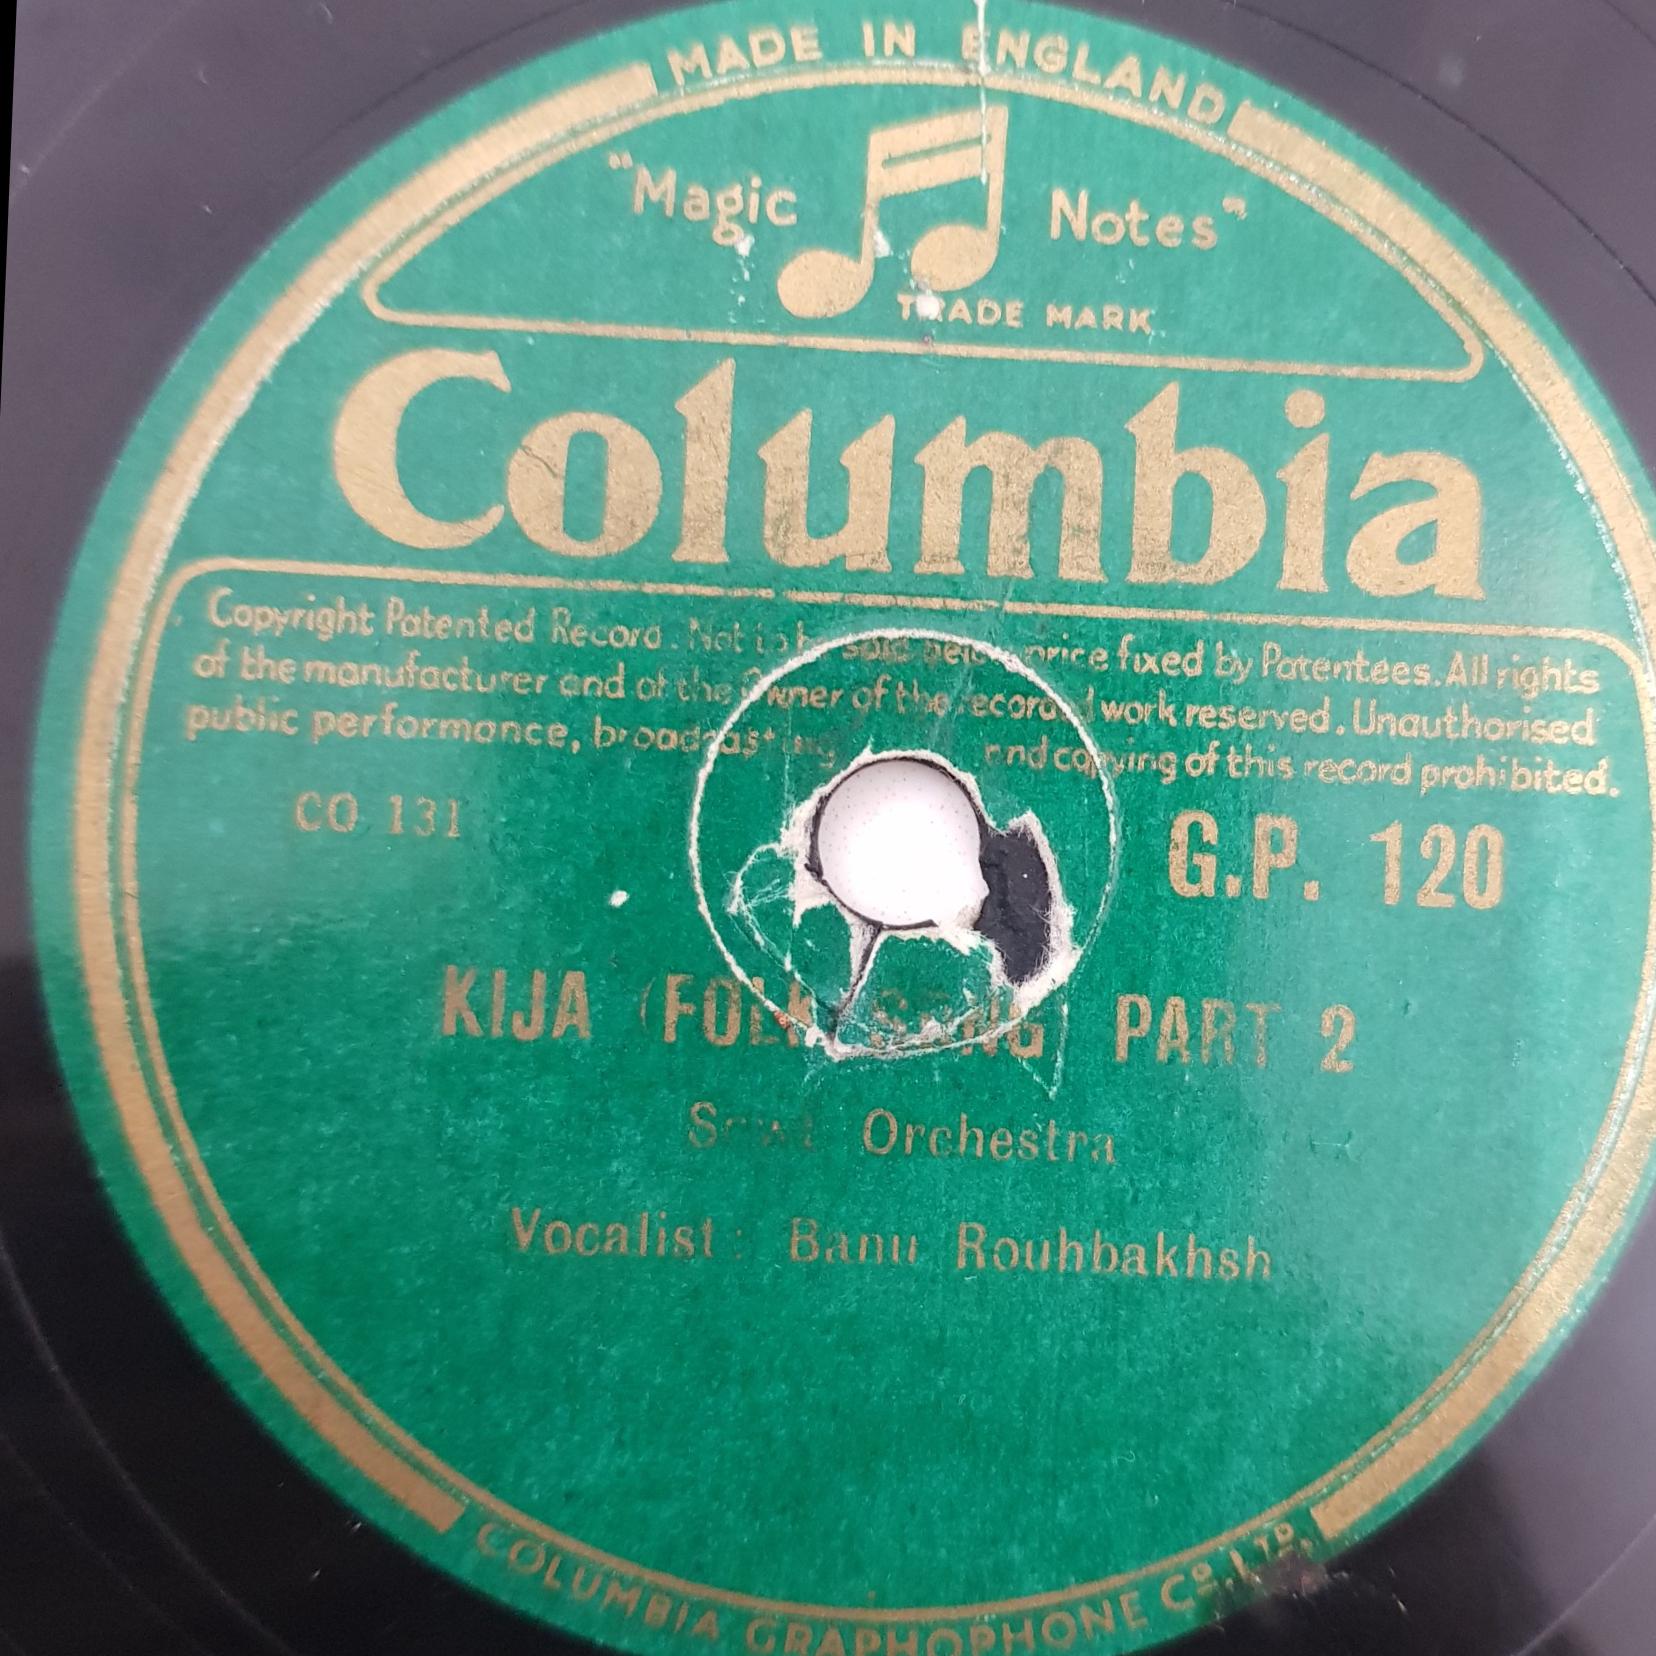 MADE IN ENGLAND
"Magic Notes"
TRADE MARK
Columbia
Copyright Patented Record. Not to be sold below price fixed by Patentees. All rights
of the manufacturer and of the Owner of the recorded work reserved. Unauthorised
public performance, broadcasting and copying of this record prohibited.
CO 131
G.P. 120
KIJA (FOLK SONG) PART 2
Orchestra
Vocalist: Banu Rouhbakhsh
COLUMBIA GRAPHOPHONE Co. LTD.